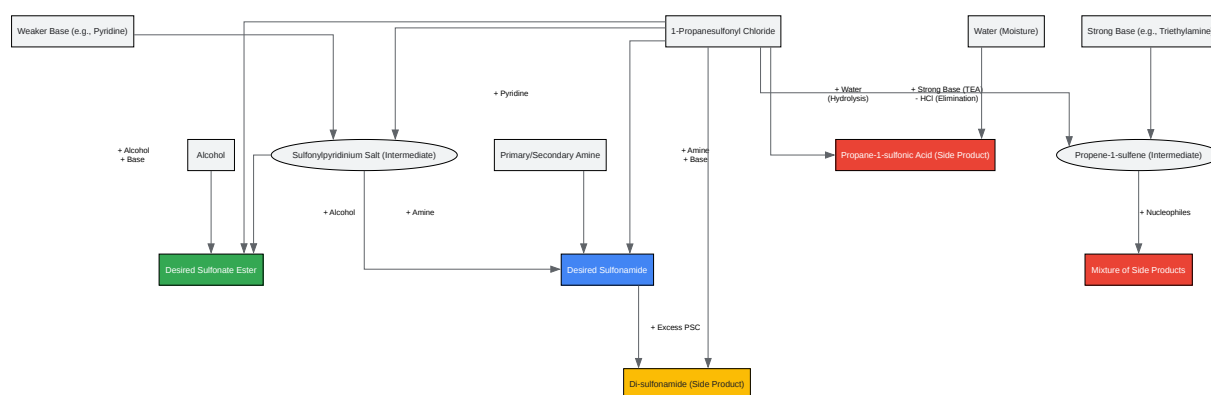 Weaker Base (e.g., Pyridine)
1-Propanesulfonyl Chloride
Water (Moisture)
Strong Base (e.g., Triethylamine)
+ Pyridine
+ Water
(Hydrolysis)
+ Strong Base (TEA)
- HCl (Elimination)
+ Alcohol
+ Base
Alcohol
Sulfonylpyridinium Salt (Intermediate)
Primary/Secondary Amine
+ Amine
+ Base
Propane-1-sulfonic Acid (Side Product)
Propene-1-sulfene (Intermediate)
+ Alcohol
+ Amine
+ Nucleophiles
Desired Sulfonate Ester
Desired Sulfonamide
Mixture of Side Products
+ Excess PSC
Di-sulfonamide (Side Product)